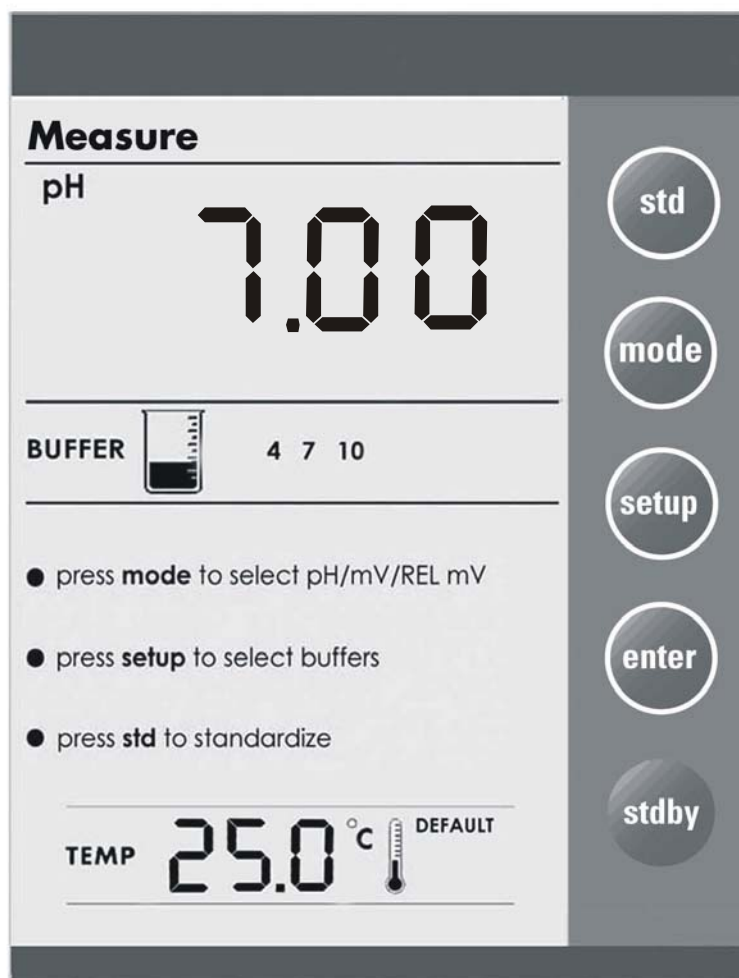 Measure
pH
7.00
BUFFER 4 7 10
● press mode to select pH/mV/REL mV
● press setup to select buffers
● press std to standardize
TEMP 25.0 °C DEFAULT
std
mode
setup
enter
stdby